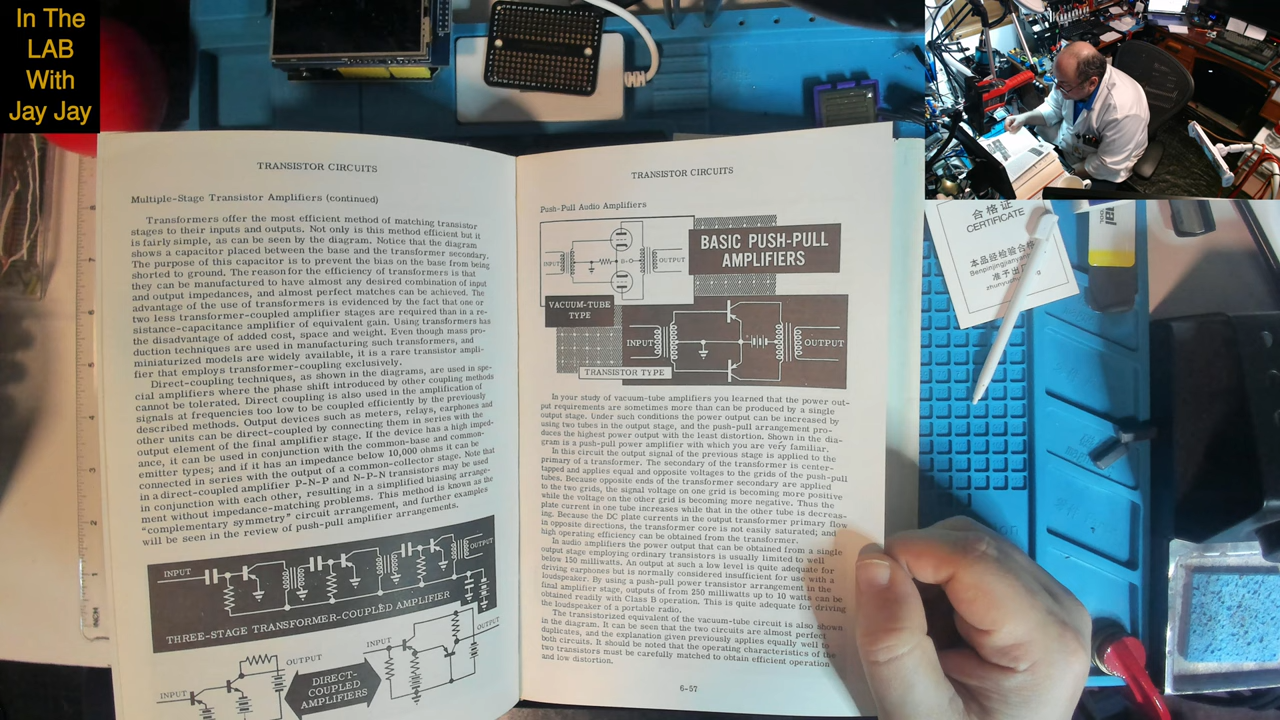 In The
LAB
With
Jay Jay
TRANSISTOR CIRCUITS
Multiple-Stage Transistor Amplifiers (continued)
Transformers offer the most efficient method of matching transistor
stages to their inputs and outputs. Not only is this method efficient but it
is fairly simple, as can be seen by the diagram. Notice that the diagram
shows a capacitor placed between the base and the transformer secondary.
The purpose of this capacitor is to prevent the bias on the base from being
shorted to ground. The reason for the efficiency of transformers is that
they can be manufactured to have almost any desired combination of input
and output impedances, and almost perfect matches can be achieved. The
advantage of the use of transformers is evidenced by the fact that one or
two less transformer-coupled amplifier stages are required than in a re-
sistance-capacitance amplifier of equivalent gain. Using transformers has
the disadvantage of added cost, space and weight. Even though mass pro-
duction techniques are used in manufacturing such transformers, and
miniaturized models are widely available, it is a rare transistor ampli-
fier that employs transformer-coupling exclusively.
Direct-coupling techniques, as shown in the diagrams, are used in spe-
cial amplifiers where the phase shift introduced by other coupling methods
cannot be tolerated. Direct coupling is also used in the amplification of
signals at frequencies too low to be coupled efficiently by the previously
described methods. Output devices such as meters, relays, earphones and
other units can be direct-coupled by connecting them in series with the
output element of the final amplifier stage. If the device has a high imped-
ance, it can be used in conjunction with the common-base and common-
emitter types; and if it has an impedance below 10,000 ohms it can be
connected in series with the output of a common-collector stage. Note that
in a direct-coupled amplifier P-N-P and N-P-N transistors may be used
in conjunction with each other, resulting in a simplified biasing arrange-
ment without impedance-matching problems. This method is known as the
"complementary symmetry" circuit arrangement, and further examples
will be seen in the review of push-pull amplifier arrangements.
INPUT
OUTPUT
THREE-STAGE TRANSFORMER-COUPLED AMPLIFIER
INPUT
OUTPUT
DIRECT-
COUPLED
AMPLIFIERS
INPUT
OUTPUT
TRANSISTOR CIRCUITS
Push-Pull Audio Amplifiers
INPUT
B+
OUTPUT
BASIC PUSH-PULL
AMPLIFIERS
VACUUM-TUBE
TYPE
INPUT
OUTPUT
TRANSISTOR TYPE
In your study of vacuum-tube amplifiers you learned that the power out-
put requirements are sometimes more than can be produced by a single
output stage. Under such conditions the power output can be increased by
using two tubes in the output stage, and the push-pull arrangement pro-
duces the highest power output with the least distortion. Shown in the dia-
gram is a push-pull power amplifier with which you are very familiar.
In this circuit the output signal of the previous stage is applied to the
primary of a transformer. The secondary of the transformer is center-
tapped and applies equal and opposite voltages to the grids of the push-pull
tubes. Because opposite ends of the transformer secondary are applied
to the two grids, the signal voltage on one grid is becoming more positive
while the voltage on the other grid is becoming more negative. Thus the
plate current in one tube increases while that in the other tube is decreas-
ing. Because the DC plate currents in the output transformer primary flow
in opposite directions, the transformer core is not easily saturated; and
high operating efficiency can be obtained from the transformer.
In audio amplifiers the power output that can be obtained from a single
output stage employing ordinary transistors is usually limited to well
below 150 milliwatts. An output at such a low level is quite adequate for
driving earphones but is normally considered insufficient for use with a
loudspeaker. By using a push-pull power transistor arrangement in the
final amplifier stage, outputs of from 250 milliwatts up to 10 watts can be
obtained readily with Class B operation. This is quite adequate for driving
the loudspeaker of a portable radio.
The transistorized equivalent of the vacuum-tube circuit is also shown
in the diagram. It can be seen that the two circuits are almost perfect
duplicates, and the explanation given previously applies equally well to
both circuits. It should be noted that the operating characteristics of the
two transistors must be carefully matched to obtain efficient operation
and low distortion.
6-57
合格证
CERTIFICATE
本品经检验合格
Benpinjingjianyan
准予出
zhunyuchu
INCH
1
2
3
4
5
6
7
8